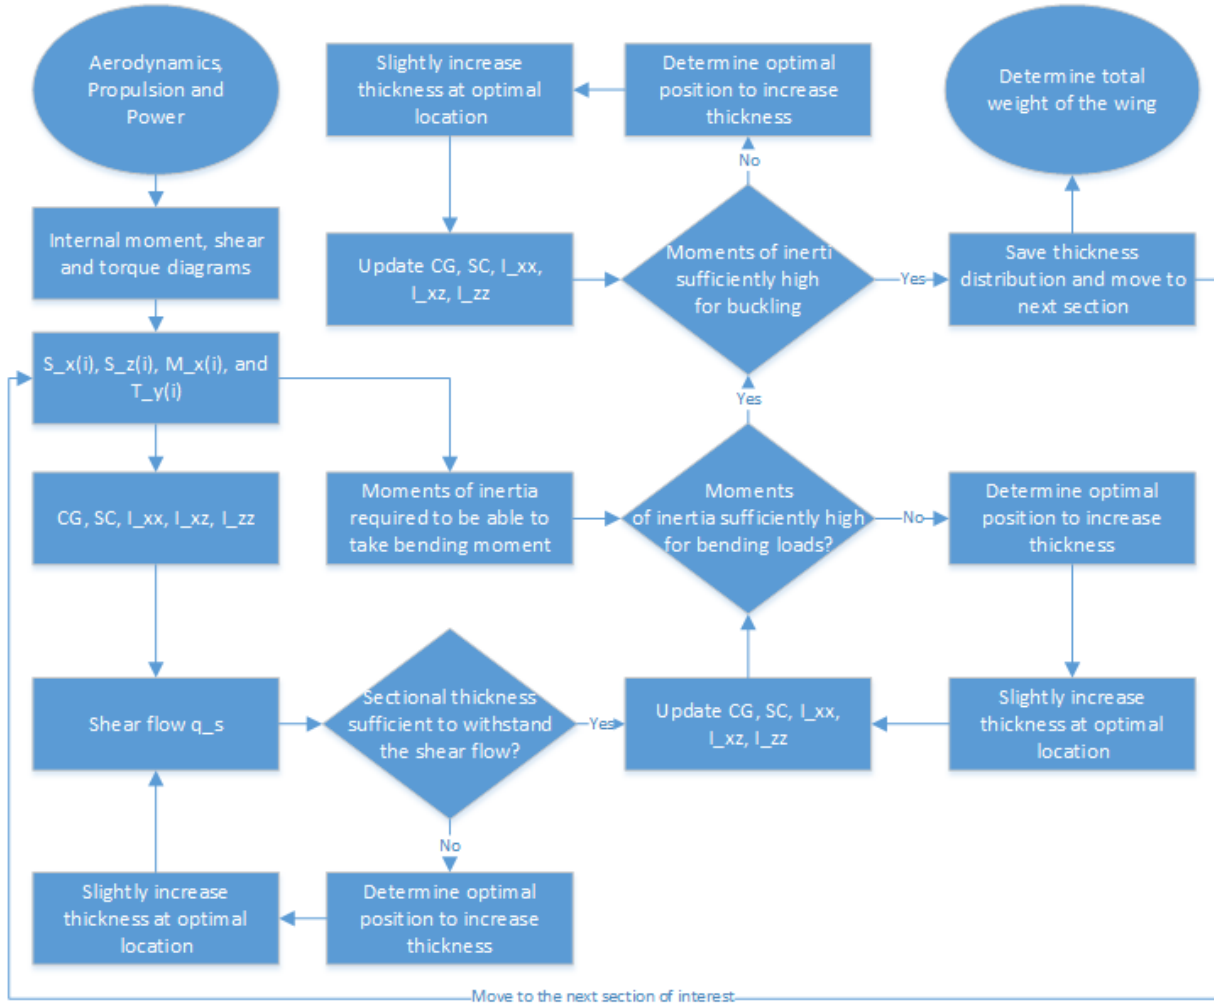 Aerodynamics,
Propulsion and
Power
Slightly increase
thickness at optimal
location
Determine optimal
position to increase
thickness
Determine total
weight of the wing
No
Internal moment, shear
and torque diagrams
Update CG, SC, I_xx,
I_xz, I_zz
Moments of inerti
sufficiently high
for buckling
Yes
Save thickness
distribution and move to
next section
S_x(i), S_z(i), M_x(i), and
T_y(i)
Yes
CG, SC, I_xx, I_xz, I_zz
Moments of inertia
required to be able to
take bending moment
Moments
of inertia sufficiently high
for bending loads?
No
Determine optimal
position to increase
thickness
Shear flow q_s
Sectional thickness
sufficient to withstand
the shear flow?
Yes
Update CG, SC, I_xx,
I_xz, I_zz
Slightly increase
thickness at optimal
location
No
Slightly increase
thickness at optimal
location
Determine optimal
position to increase
thickness
Move to the next section of interest